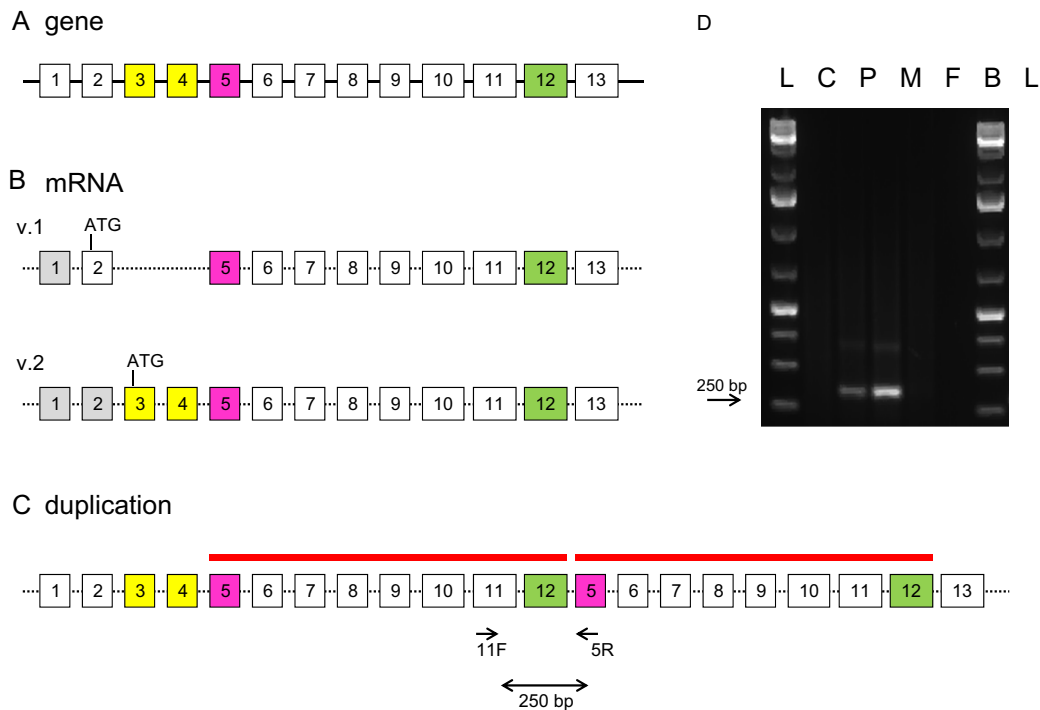 A gene
1 2 3 4 5 6 7 8 9 10 11 12 13
B mRNA
v.1
ATG
1 2 5 6 7 8 9 10 11 12 13
v.2
ATG
1 2 3 4 5 6 7 8 9 10 11 12 13
C duplication
1 2 3 4 5 6 7 8 9 10 11 12 5 6 7 8 9 10 11 12 13
11F 5R
250 bp
D
L C P M F B L
250 bp